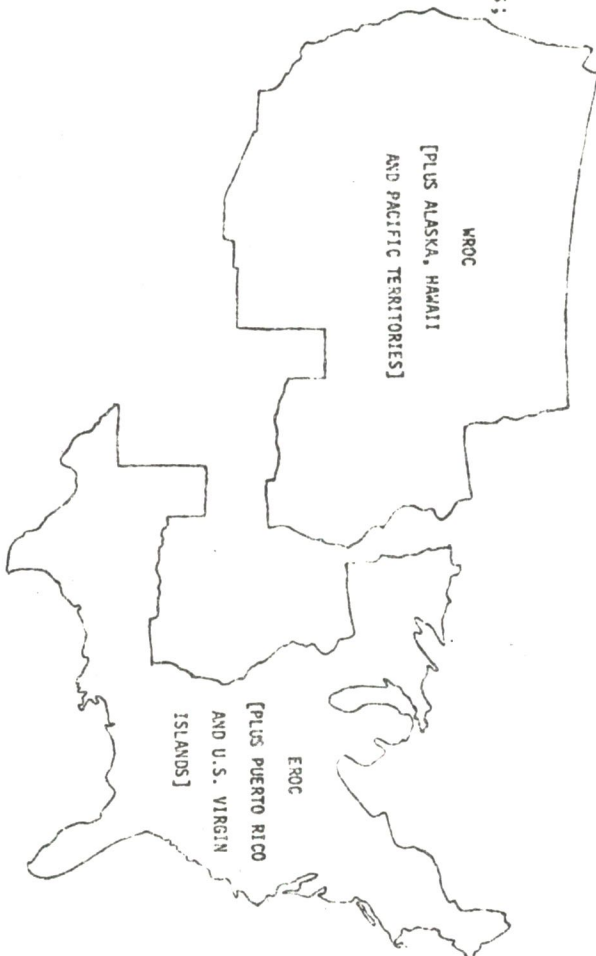 WROC
[PLUS ALASKA, HAWAII
AND PACIFIC TERRITORIES]
EROC
[PLUS PUERTO RICO
AND U.S. VIRGIN
ISLANDS]